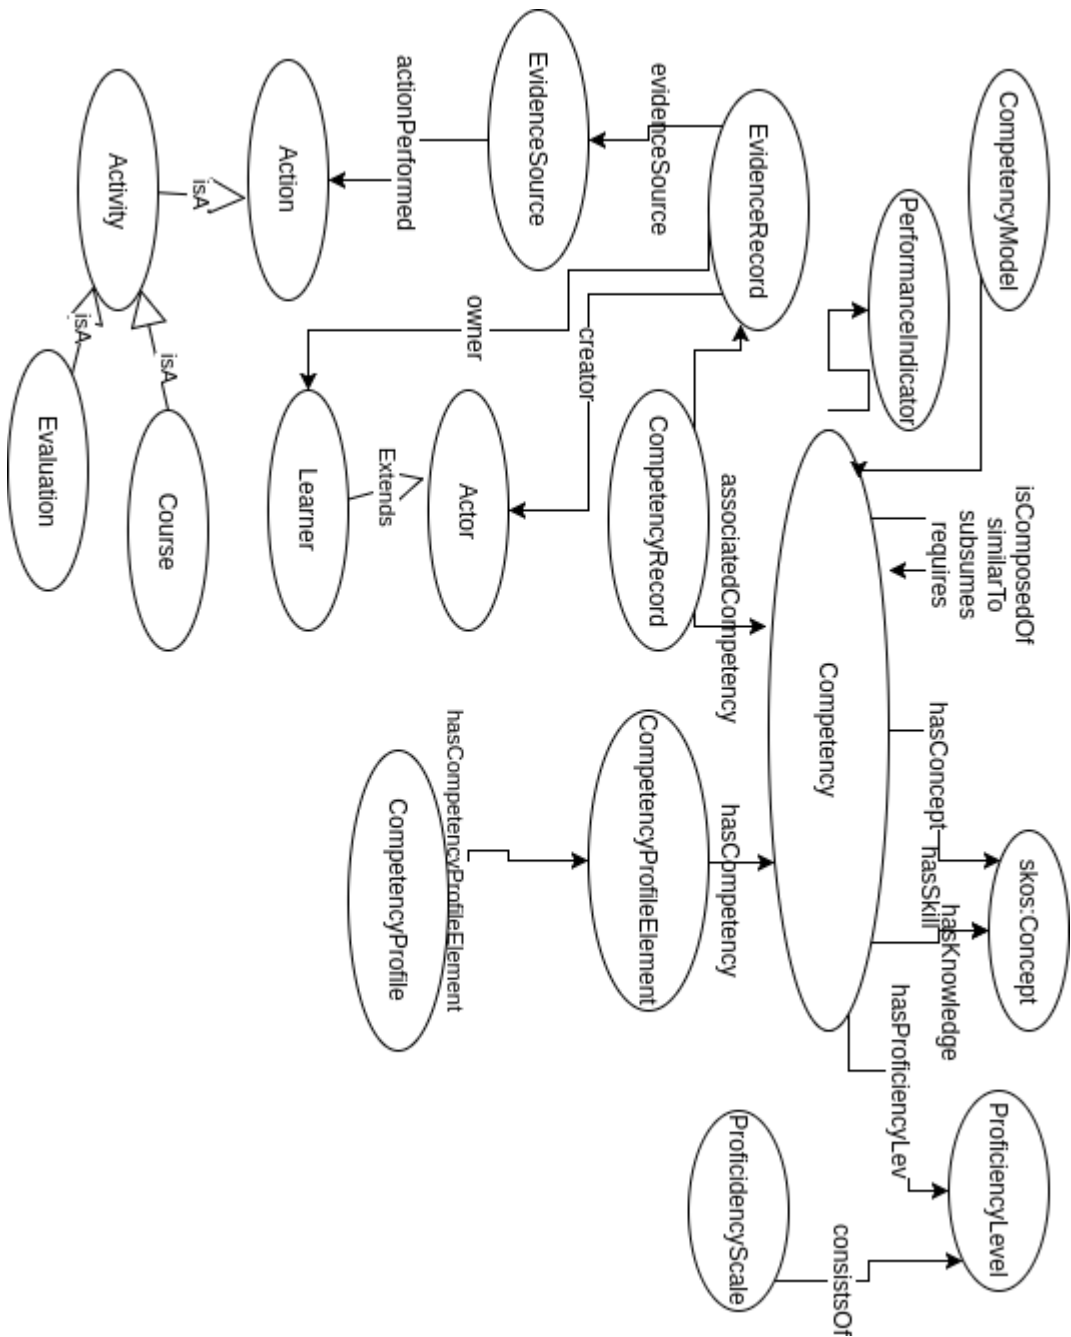 CompetencyModel
PerformanceIndicator
EvidenceRecord
evidenceSource
EvidenceSource
actionPerformed
Action
isA
Activity
isA
isA
Evaluation
Course
owner
creator
Learner
Extends
Actor
CompetencyRecord
associatedCompetency
isComposedOf
similarTo
subsumes
requires
Competency
hasConcept
skos:Concept
hasSkill
hasKnowledge
hasProficiencyLev
ProficiencyLevel
hasCompetency
CompetencyProfileElement
hasCompetencyProfileElement
CompetencyProfile
ProficidencyScale
consistsOf